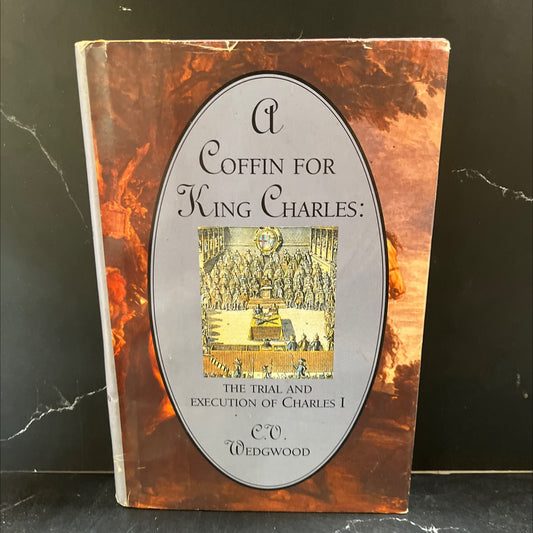 A
COFFIN FOR
KING CHARLES:
THE TRIAL AND
EXECUTION OF CHARLES I
C.V.
WEDGWOOD